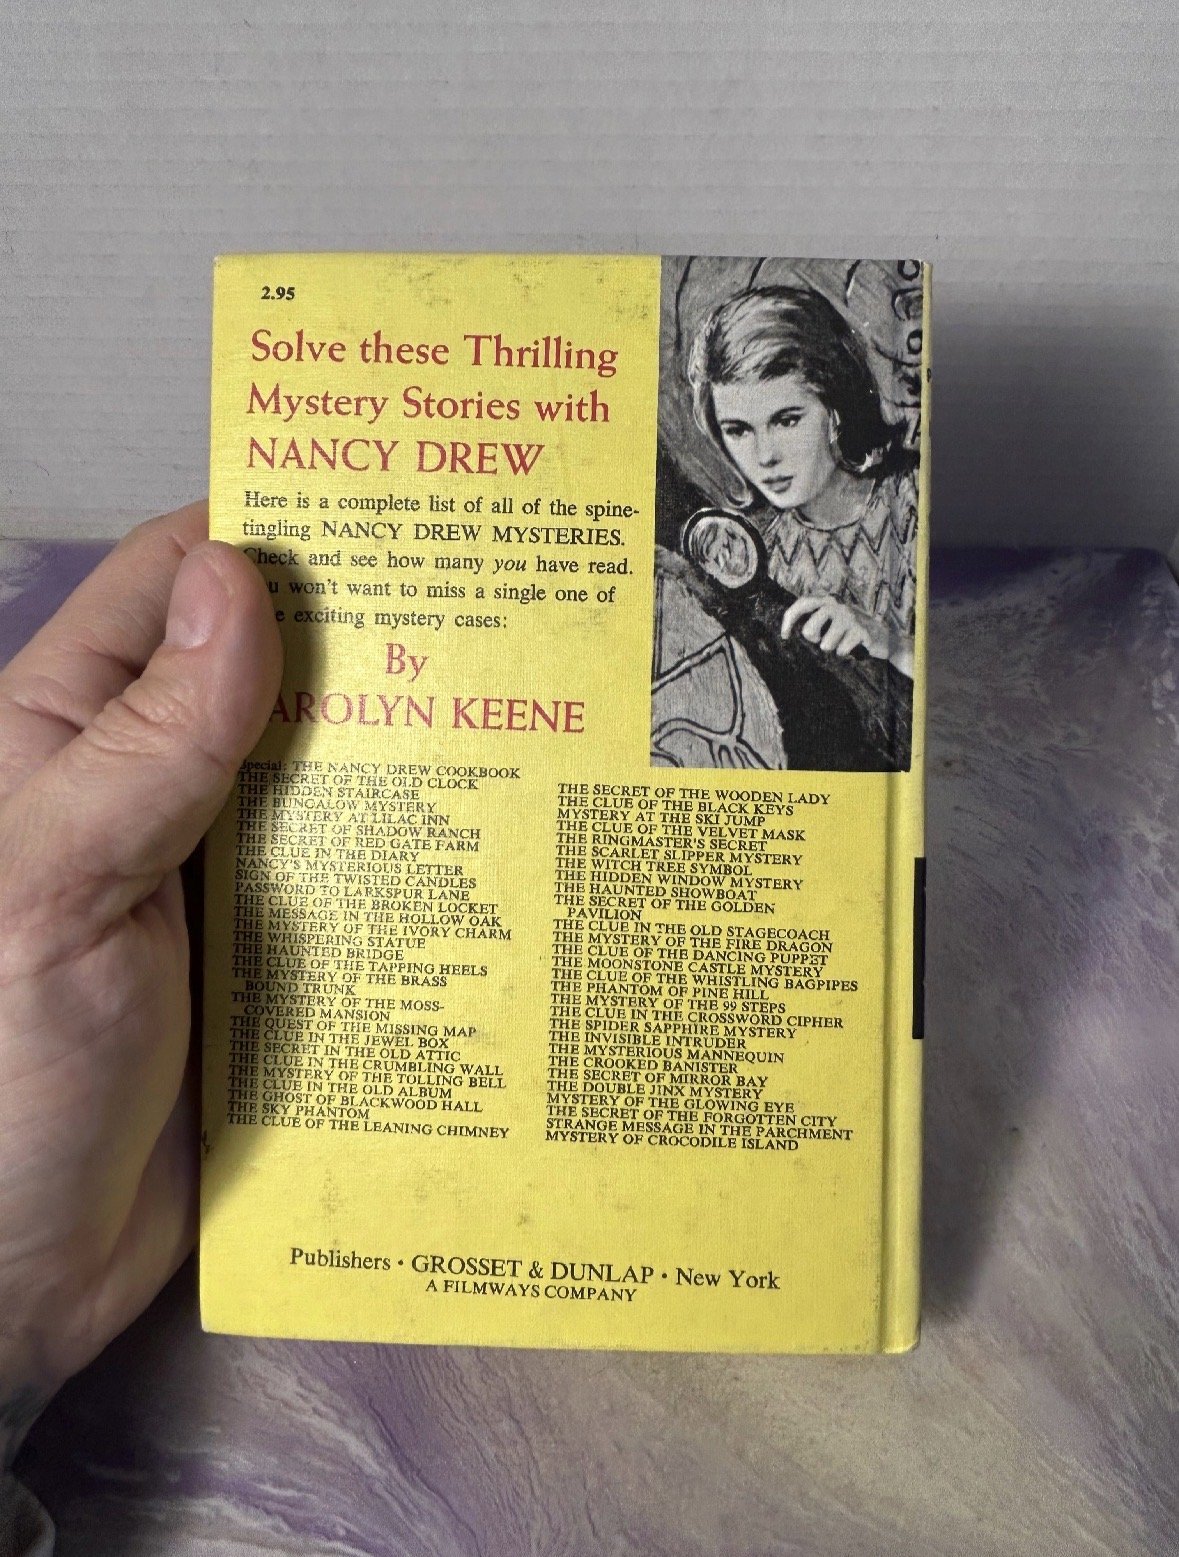 2.95
Solve these Thrilling
Mystery Stories with
NANCY DREW
Here is a complete list of all of the spine-
tingling NANCY DREW MYSTERIES.
Check and see how many you have read.
won't want to miss a single one of
exciting mystery cases:
By
AROLYN KEENE
Special: THE NANCY DREW COOKBOOK
THE SECRET OF THE OLD CLOCK
THE HIDDEN STAIRCASE
THE BUNGALOW MYSTERY
THE MYSTERY AT LILAC INN
THE SECRET OF SHADOW RANCH
THE SECRET OF RED GATE FARM
THE CLUE IN THE DIARY
NANCY'S MYSTERIOUS LETTER
SIGN OF THE TWISTED CANDLES
PASSWORD TO LARKSPUR LANE
THE CLUE OF THE BROKEN LOCKET
THE MESSAGE IN THE HOLLOW OAK
THE MYSTERY OF THE IVORY CHARM
THE WHISPERING STATUE
THE HAUNTED BRIDGE
THE CLUE OF THE TAPPING HEELS
THE MYSTERY OF THE BRASS
BOUND TRUNK
THE MYSTERY OF THE MOSS-
COVERED MANSION
THE QUEST OF THE MISSING MAP
THE CLUE IN THE JEWEL BOX
THE SECRET IN THE OLD ATTIC
THE CLUE IN THE CRUMBLING WALL
THE MYSTERY OF THE TOLLING BELL
THE CLUE IN THE OLD ALBUM
THE GHOST OF BLACKWOOD HALL
THE SKY PHANTOM
THE CLUE OF THE LEANING CHIMNEY
THE SECRET OF THE WOODEN LADY
THE CLUE OF THE BLACK KEYS
MYSTERY AT THE SKI JUMP
THE CLUE OF THE VELVET MASK
THE RINGMASTER'S SECRET
THE SCARLET SLIPPER MYSTERY
THE WITCH TREE SYMBOL
THE HIDDEN WINDOW MYSTERY
THE HAUNTED SHOWBOAT
THE SECRET OF THE GOLDEN
PAVILION
THE CLUE IN THE OLD STAGECOACH
THE MYSTERY OF THE FIRE DRAGON
THE CLUE OF THE DANCING PUPPET
THE MOONSTONE CASTLE MYSTERY
THE CLUE OF THE WHISTLING BAGPIPES
THE PHANTOM OF PINE HILL
THE MYSTERY OF THE 99 STEPS
THE CLUE IN THE CROSSWORD CIPHER
THE SPIDER SAPPHIRE MYSTERY
THE INVISIBLE INTRUDER
THE MYSTERIOUS MANNEQUIN
THE CROOKED BANISTER
THE SECRET OF MIRROR BAY
THE DOUBLE JINX MYSTERY
MYSTERY OF THE GLOWING EYE
THE SECRET OF THE FORGOTTEN CITY
STRANGE MESSAGE IN THE PARCHMENT
MYSTERY OF CROCODILE ISLAND
Publishers • GROSSET & DUNLAP • New York
A FILMWAYS COMPANY